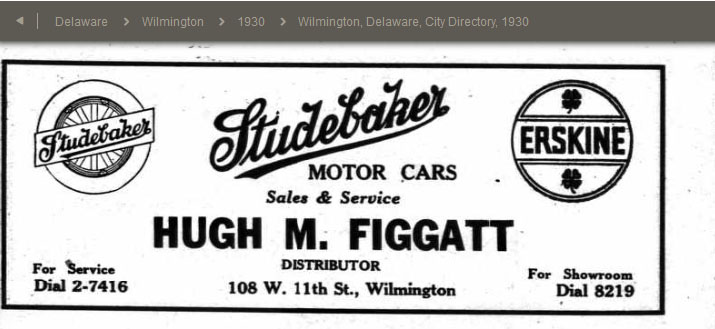 Delaware > Wilmington > 1930 > Wilmington, Delaware, City Directory, 1930
Studebaker
Studebaker
MOTOR CARS
ERSKINE
Sales & Service
HUGH M. FIGGATT
DISTRIBUTOR
For Service
Dial 2-7416
108 W. 11th St., Wilmington
For Showroom
Dial 8219